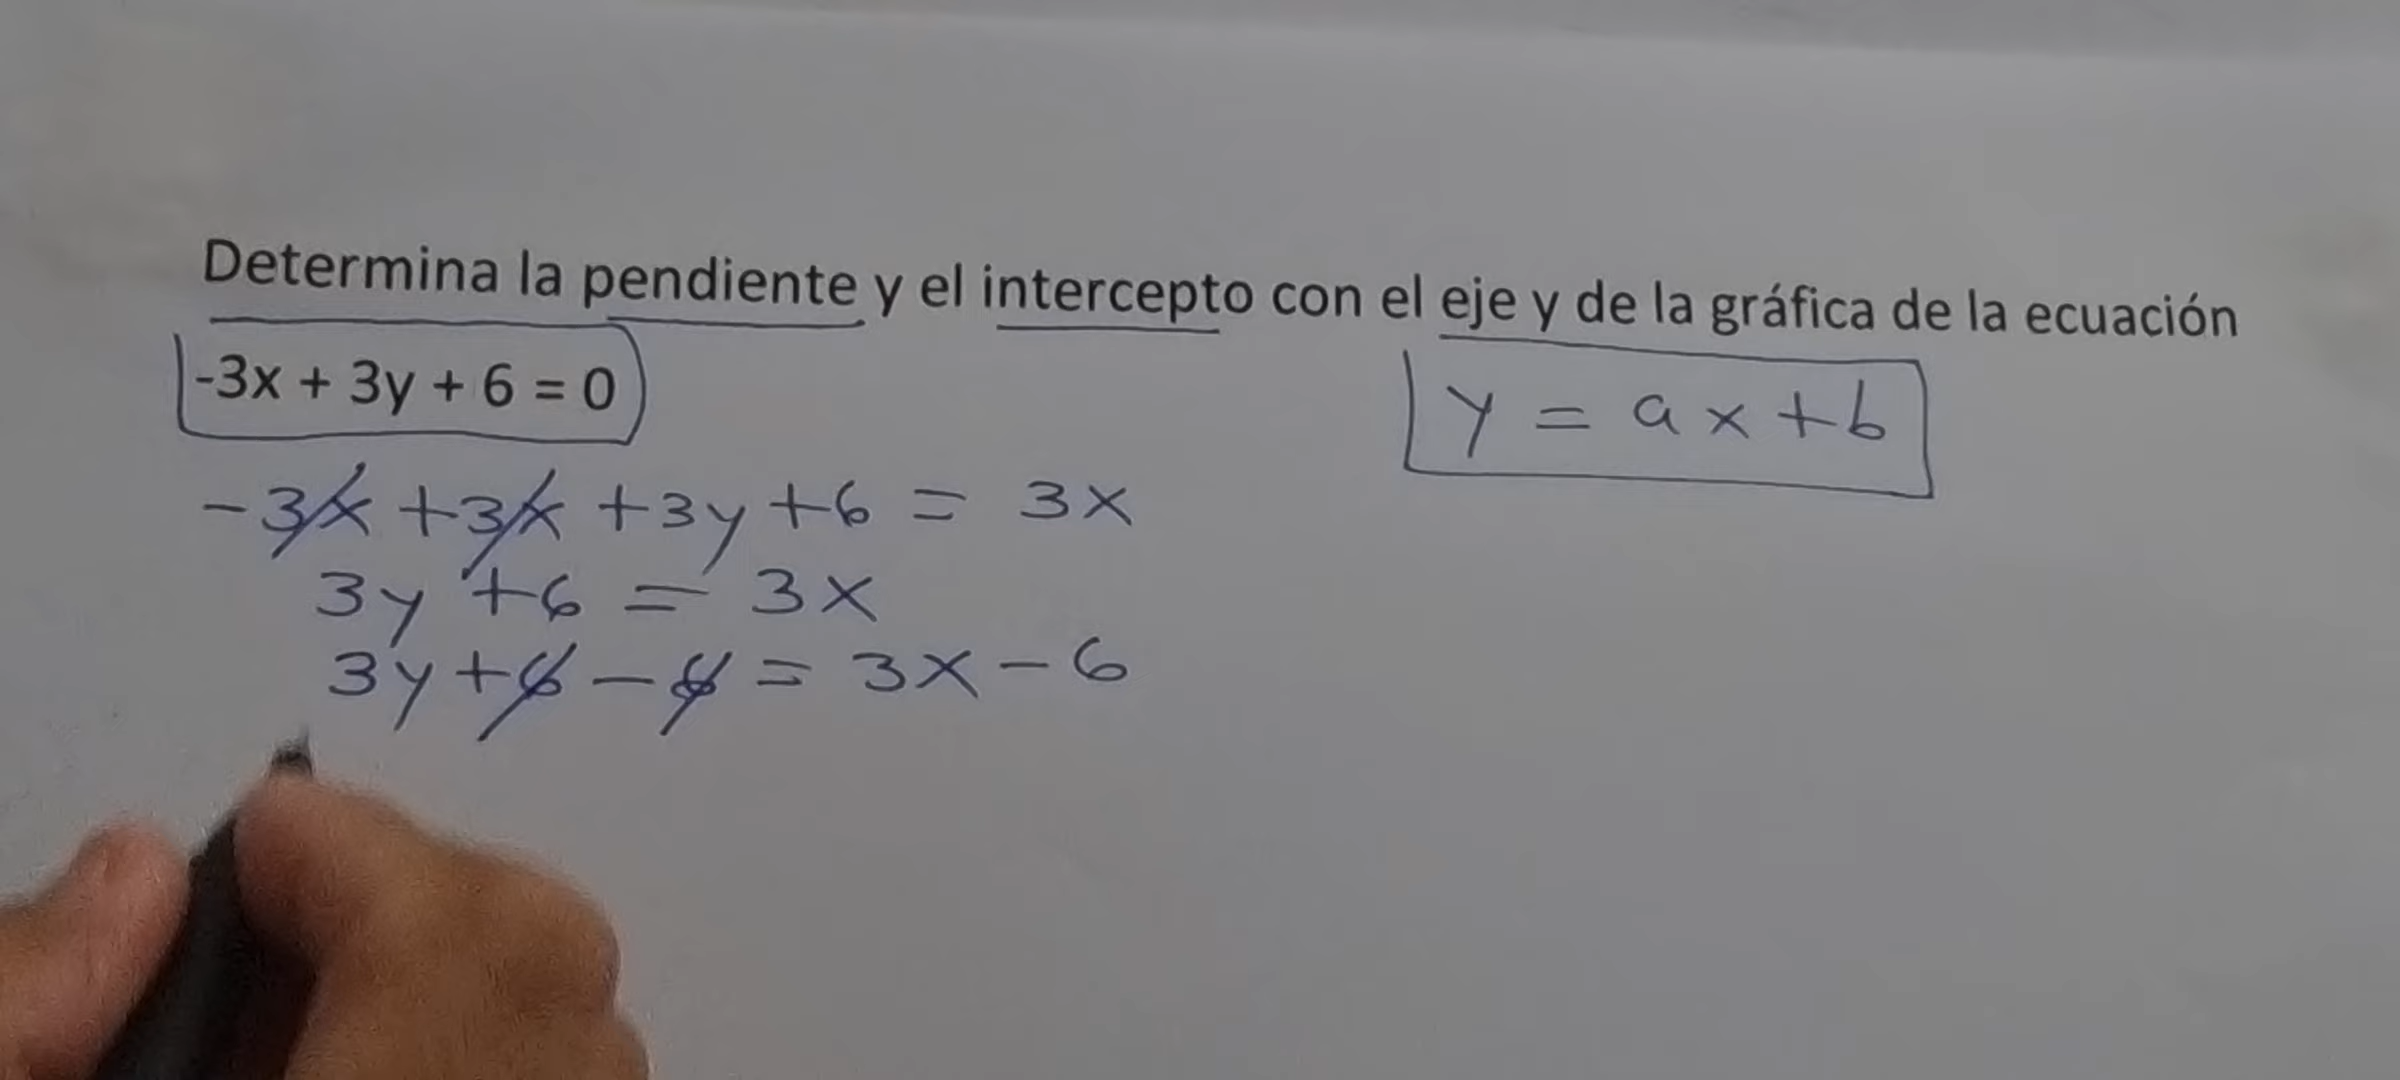 Determina la pendiente y el intercepto con el eje y de la gráfica de la ecuación
-3x + 3y + 6 = 0
y = ax+b
-3x +3x +3y +6 = 3x
3y +6 = 3x
3y+6 -6 = 3x - 6